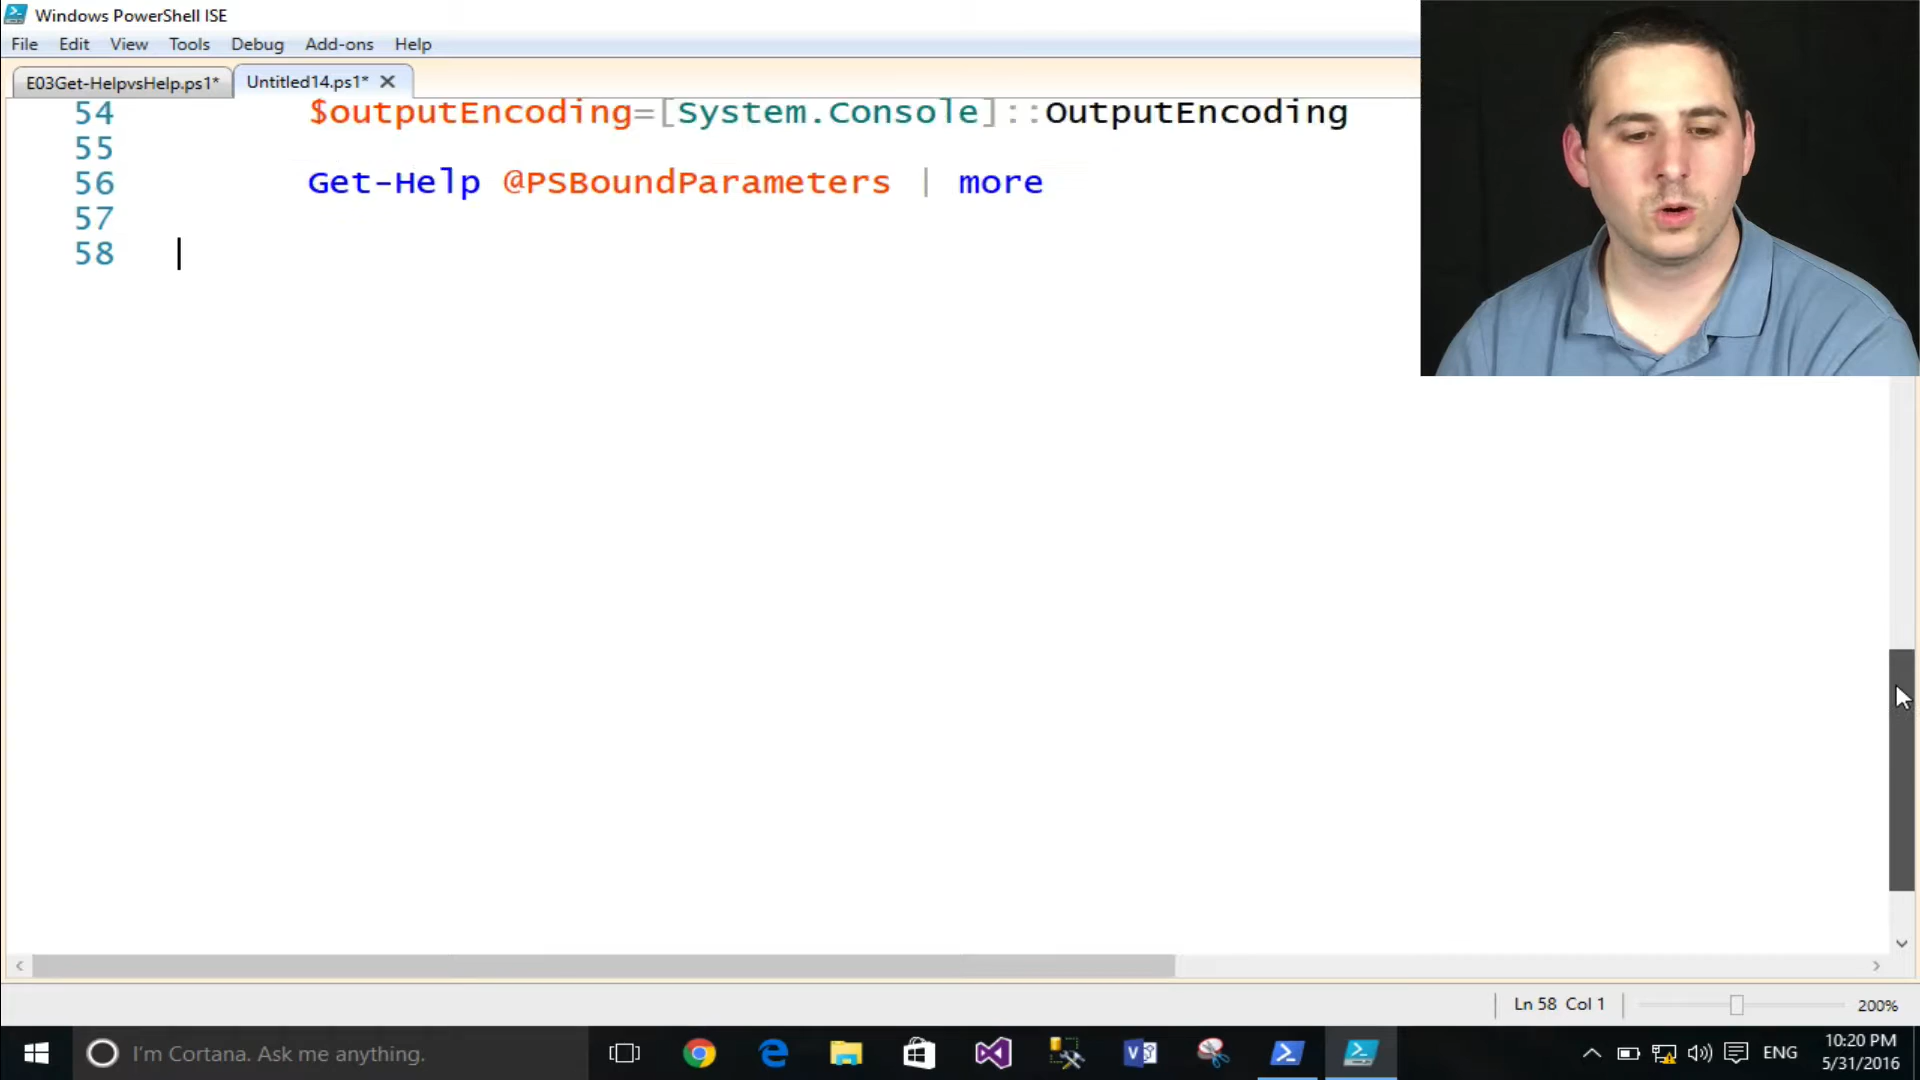 Windows PowerShell ISE
File Edit View Tools Debug Add-ons Help
E03Get-HelpvsHelp.ps1* Untitled14.ps1*
54 $outputEncoding=[System.Console]::OutputEncoding
55
56 Get-Help @PSBoundParameters | more
57
58
Ln 58 Col 1 200%
I'm Cortana. Ask me anything.
ENG
10:20 PM
5/31/2016